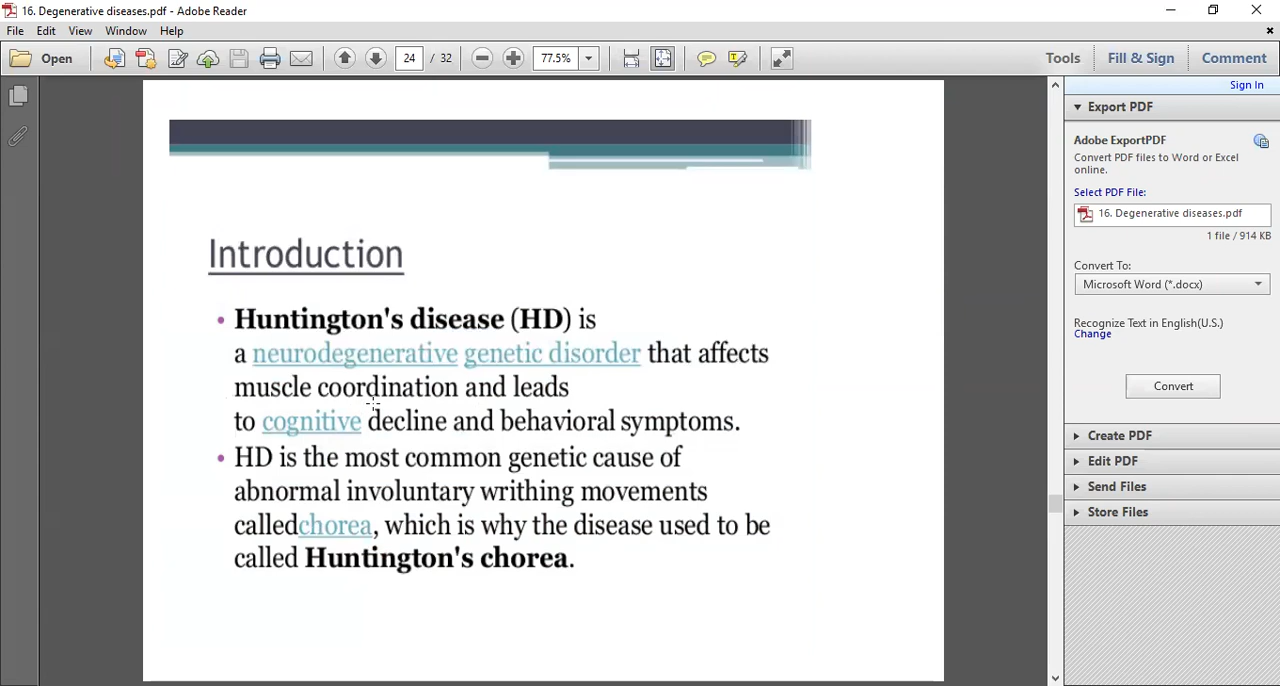 16. Degenerative diseases.pdf - Adobe Reader
File Edit View Window Help
Open 24 / 32 77.5% Tools Fill & Sign Comment
Sign In
Export PDF
Adobe ExportPDF
Convert PDF files to Word or Excel
online.
Select PDF File:
16. Degenerative diseases.pdf
1 file / 914 KB
Convert To:
Microsoft Word (*.docx)
Recognize Text in English(U.S.)
Change
Convert
Create PDF
Edit PDF
Send Files
Store Files
Introduction
• Huntington's disease (HD) is
a neurodegenerative genetic disorder that affects
muscle coordination and leads
to cognitive decline and behavioral symptoms.
• HD is the most common genetic cause of
abnormal involuntary writhing movements
calledchorea, which is why the disease used to be
called Huntington's chorea.